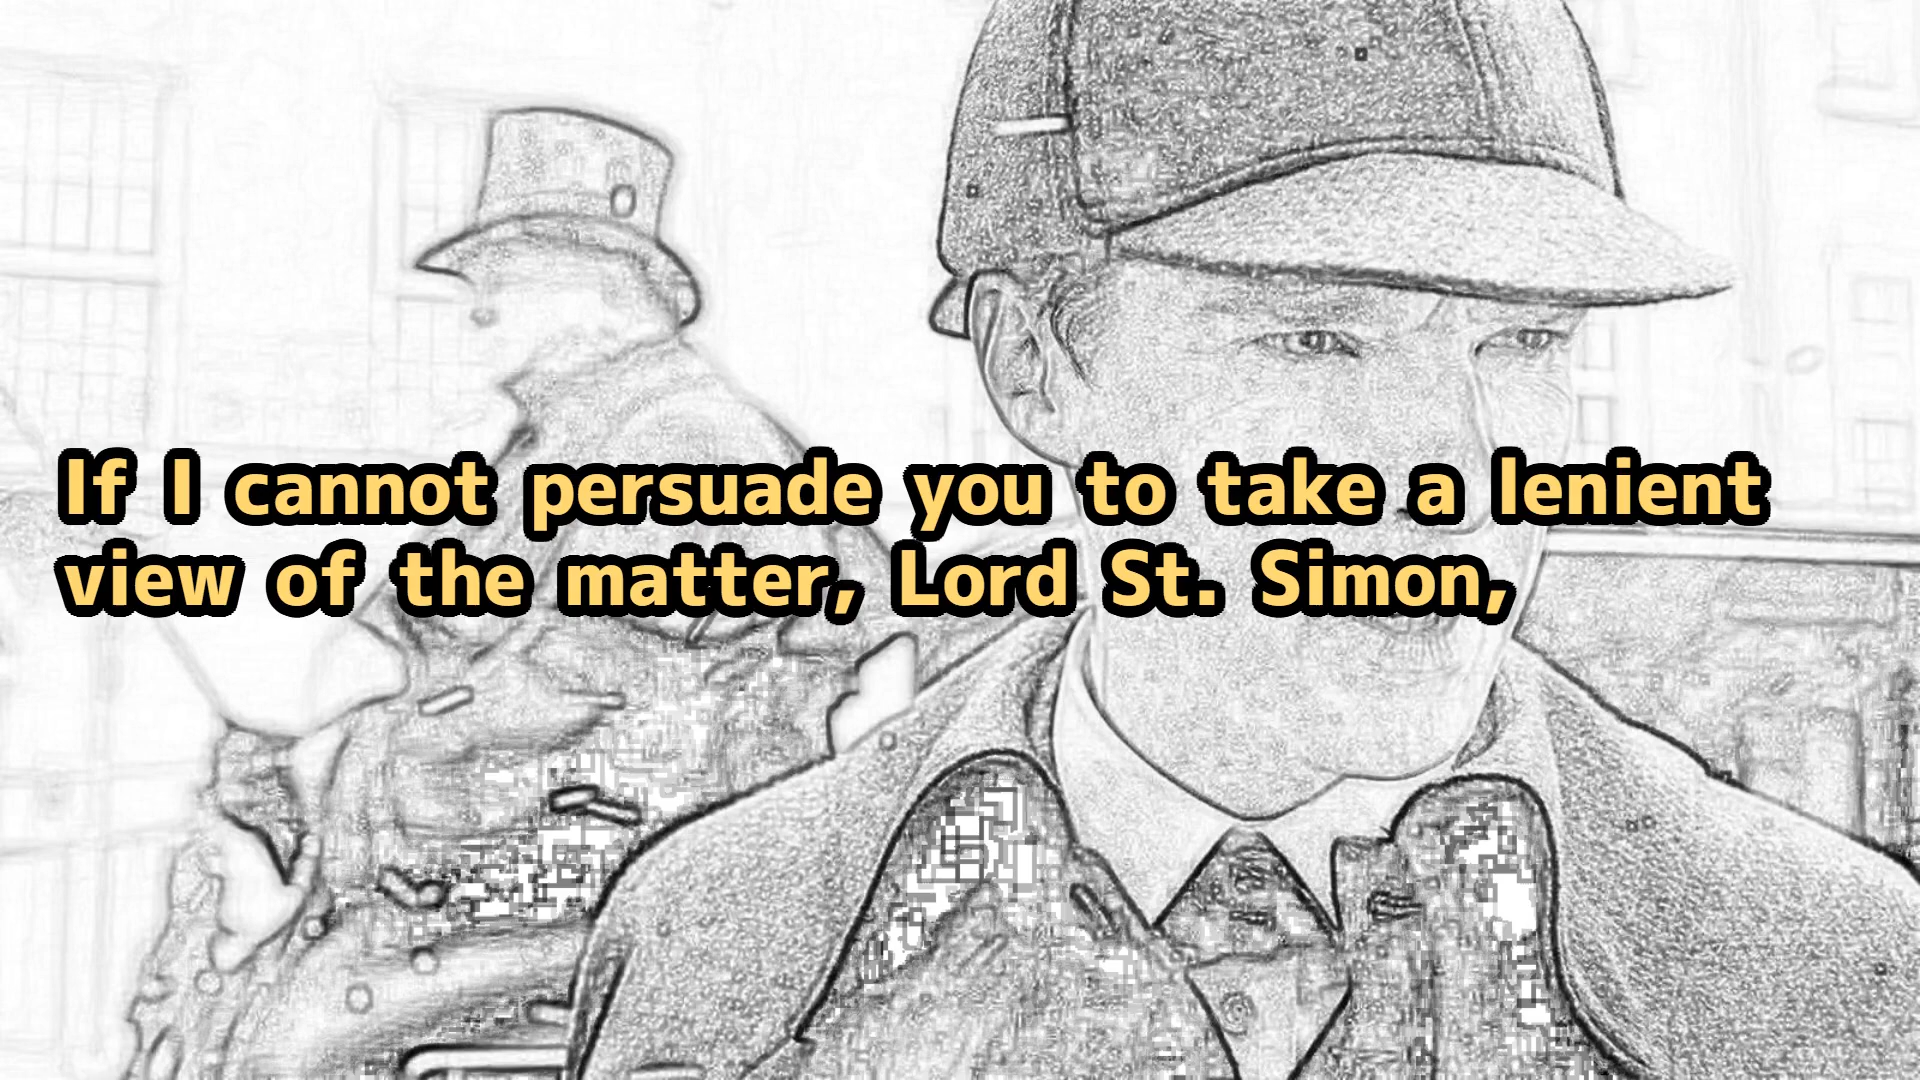 If I cannot persuade you to take a lenient
view of the matter, Lord St. Simon,